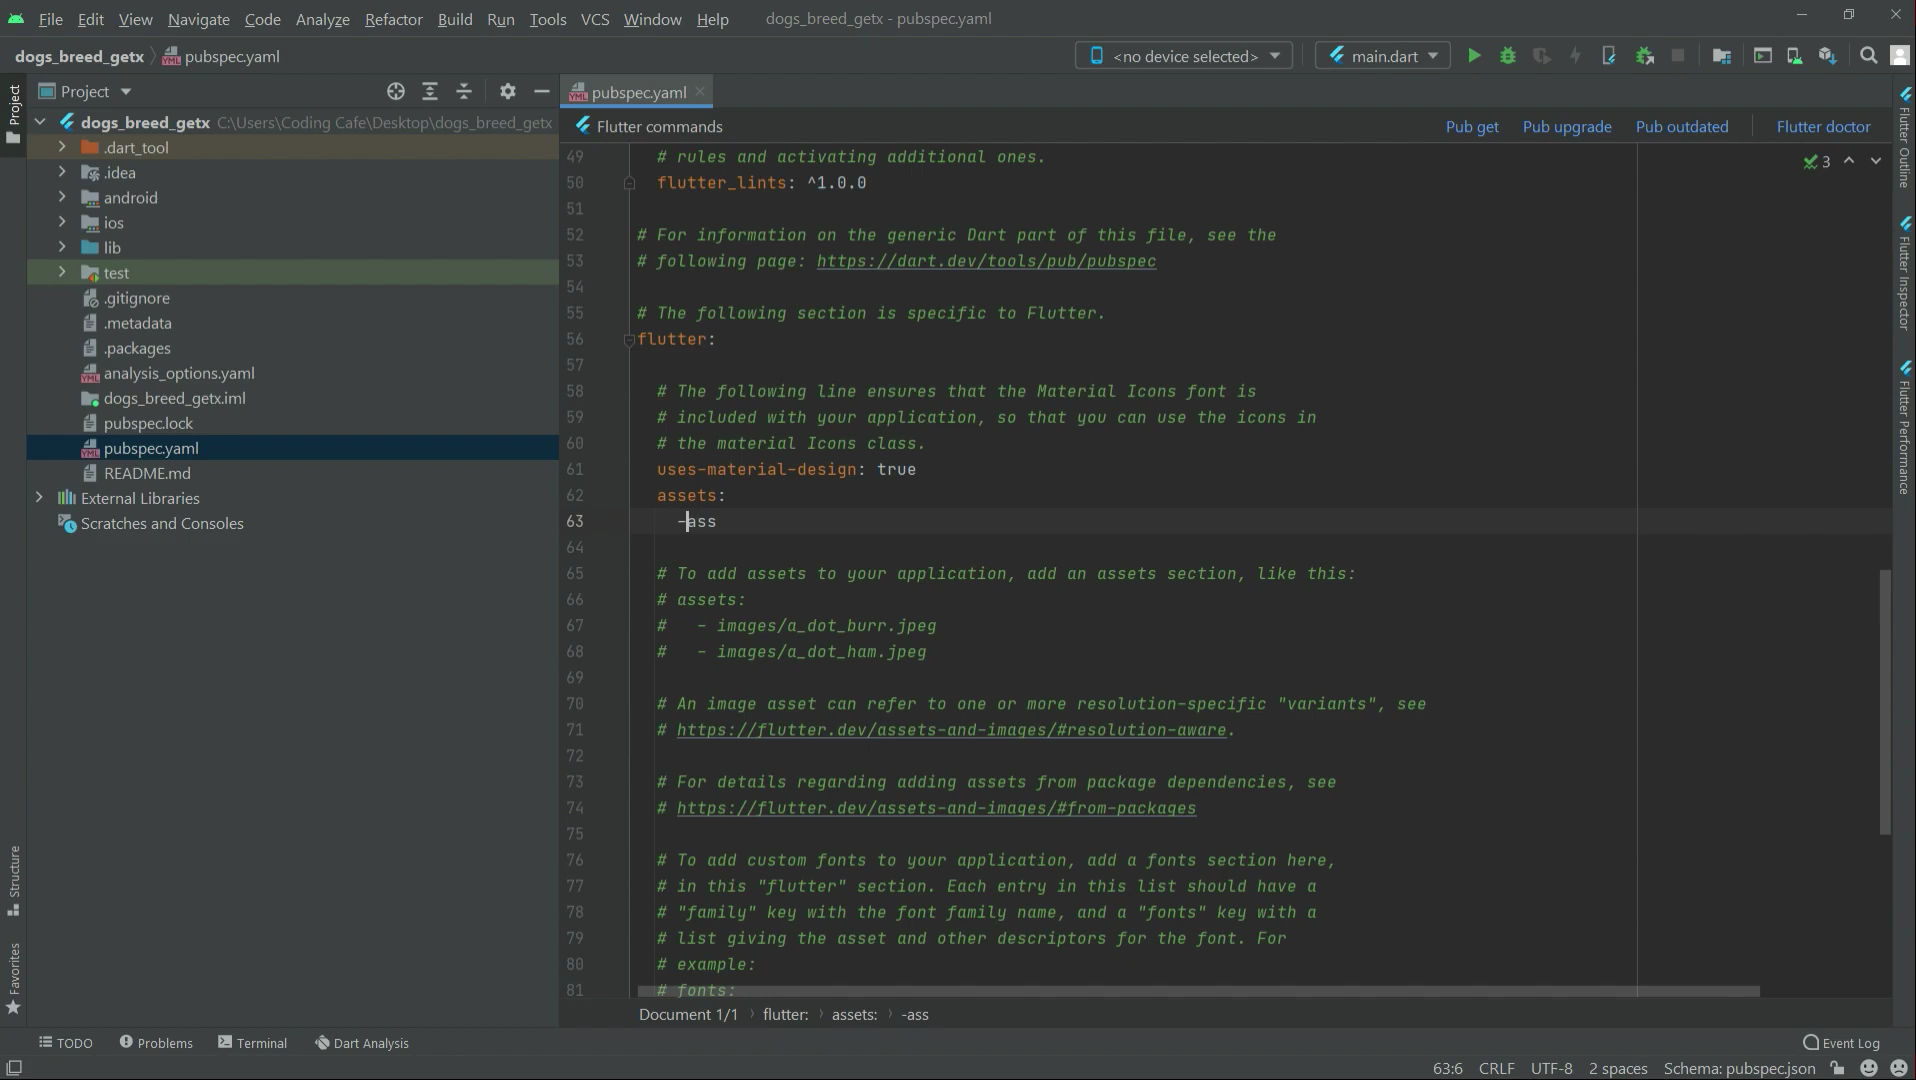 File Edit View Navigate Code Analyze Refactor Build Run Tools VCS Window Help dogs_breed_getx - pubspec.yaml
dogs_breed_getx pubspec.yaml <no device selected> main.dart
Project
pubspec.yaml
Project
dogs_breed_getx C:\Users\Coding Cafe\Desktop\dogs_breed_getx
.dart_tool
.idea
android
ios
lib
test
.gitignore
.metadata
.packages
analysis_options.yaml
dogs_breed_getx.iml
pubspec.lock
pubspec.yaml
README.md
External Libraries
Scratches and Consoles
Flutter commands Pub get Pub upgrade Pub outdated Flutter doctor
3
49 # rules and activating additional ones.
50 flutter_lints: ^1.0.0
51
52 # For information on the generic Dart part of this file, see the
53 # following page: https://dart.dev/tools/pub/pubspec
54
55 # The following section is specific to Flutter.
56 flutter:
57
58 # The following line ensures that the Material Icons font is
59 # included with your application, so that you can use the icons in
60 # the material Icons class.
61 uses-material-design: true
62 assets:
63 -ass
64
65 # To add assets to your application, add an assets section, like this:
66 # assets:
67 #   - images/a_dot_burr.jpeg
68 #   - images/a_dot_ham.jpeg
69
70 # An image asset can refer to one or more resolution-specific "variants", see
71 # https://flutter.dev/assets-and-images/#resolution-aware.
72
73 # For details regarding adding assets from package dependencies, see
74 # https://flutter.dev/assets-and-images/#from-packages
75
76 # To add custom fonts to your application, add a fonts section here,
77 # in this "flutter" section. Each entry in this list should have a
78 # "family" key with the font family name, and a "fonts" key with a
79 # list giving the asset and other descriptors for the font. For
80 # example:
81 # fonts:
Document 1/1 flutter: assets: -ass
Flutter Outline
Flutter Inspector
Flutter Performance
Structure
Favorites
TODO Problems Terminal Dart Analysis Event Log
63:6 CRLF UTF-8 2 spaces Schema: pubspec.json